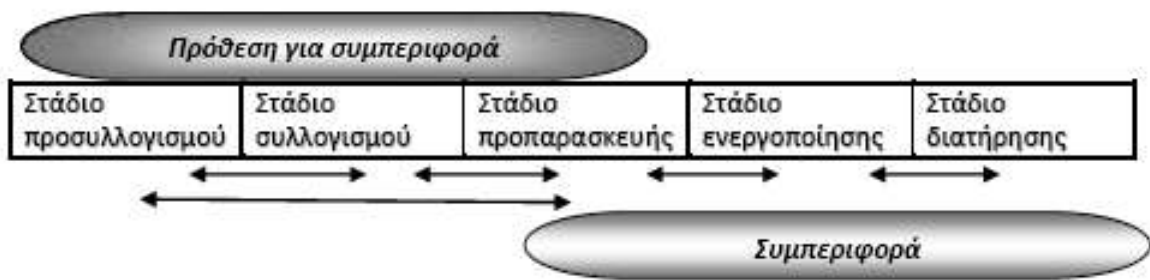 Πρόθεση για συμπεριφορά
Στάδιο προσυλλογισμού
Στάδιο συλλογισμού
Στάδιο προπαρασκευής
Στάδιο ενεργοποίησης
Στάδιο διατήρησης
Συμπεριφορά